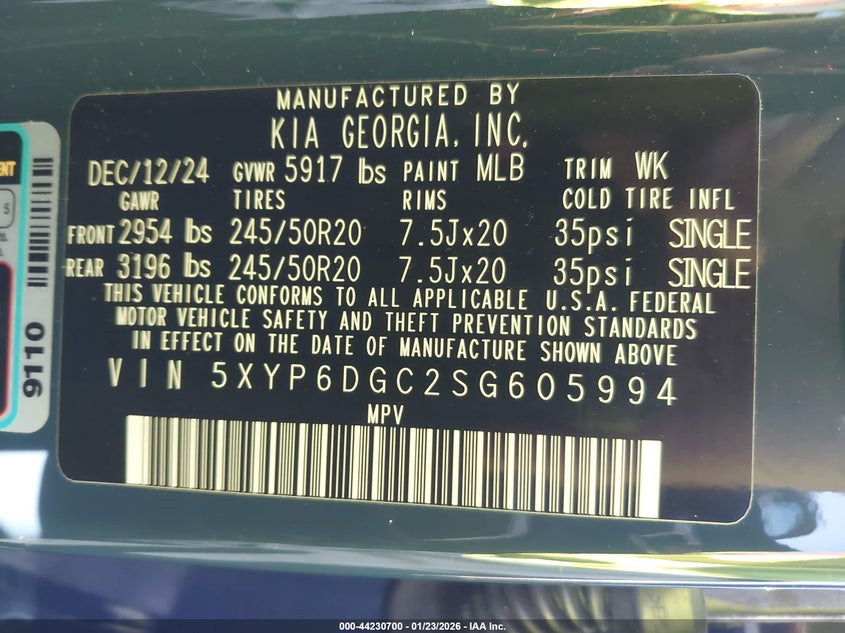 MANUFACTURED BY
KIA GEORGIA, INC.
DEC/12/24 GVWR 5917 lbs PAINT MLB TRIM WK
GAWR TIRES RIMS COLD TIRE INFL
FRONT 2954 lbs 245/50R20 7.5Jx20 35psi SINGLE
REAR 3196 lbs 245/50R20 7.5Jx20 35psi SINGLE
THIS VEHICLE CONFORMS TO ALL APPLICABLE U.S.A. FEDERAL
MOTOR VEHICLE SAFETY AND THEFT PREVENTION STANDARDS
IN EFFECT ON THE DATE OF MANUFACTURE SHOWN ABOVE
VIN 5XYP6DGC2SG605994
MPV
5
9110
000-44230700 - 01/23/2026 - IAA Inc.